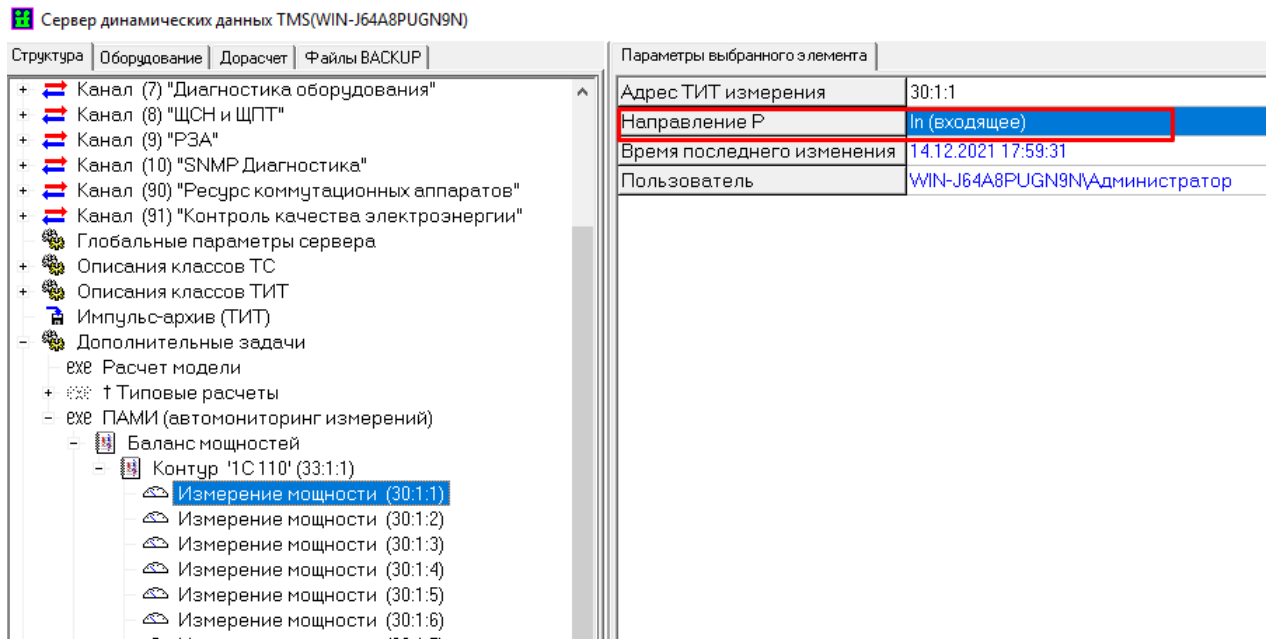 Сервер динамических данных TMS(WIN-J64A8PUGN9N)
Структура Оборудование Дорасчет Файлы BACKUP
Канал (7) "Диагностика оборудования"
Канал (8) "ЩСН и ЩПТ"
Канал (9) "РЗА"
Канал (10) "SNMP Диагностика"
Канал (90) "Ресурс коммутационных аппаратов"
Канал (91) "Контроль качества электроэнергии"
Глобальные параметры сервера
Описания классов ТС
Описания классов ТИТ
Импульс-архив (ТИТ)
Дополнительные задачи
exe Расчет модели
exe † Типовые расчеты
exe ПАМИ (автомониторинг измерений)
Баланс мощностей
Контур '1С 110' (33:1:1)
Измерение мощности (30:1:1)
Измерение мощности (30:1:2)
Измерение мощности (30:1:3)
Измерение мощности (30:1:4)
Измерение мощности (30:1:5)
Измерение мощности (30:1:6)
Параметры выбранного элемента
Адрес ТИТ измерения 30:1:1
Направление P In (входящее)
Время последнего изменения 14.12.2021 17:59:31
Пользователь WIN-J64A8PUGN9N\Администратор